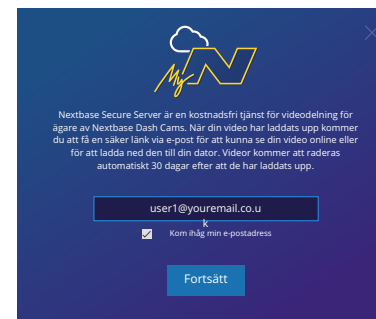 My N
Nextbase Secure Server är en kostnadsfri tjänst för videodelning för
ägare av Nextbase Dash Cams. När din video har laddats upp kommer
du att få en säker länk via e-post för att kunna se din video online eller
för att ladda ned den till din dator. Videor kommer att raderas
automatiskt 30 dagar efter att de har laddats upp.
user1@youremail.co.u
k
Kom ihåg min e-postadress
Fortsätt